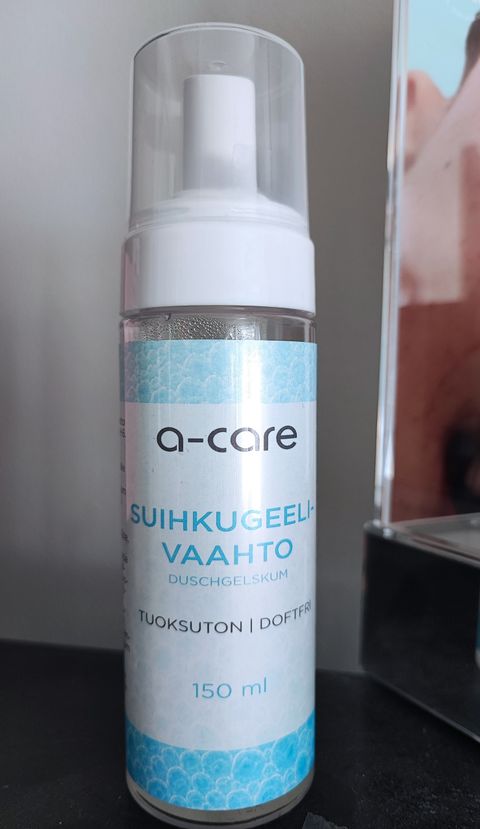 a-care
SUIHKUGEELI-
VAAHTO
DUSCHGELSKUM
TUOKSUTON | DOFTFRI
150 ml